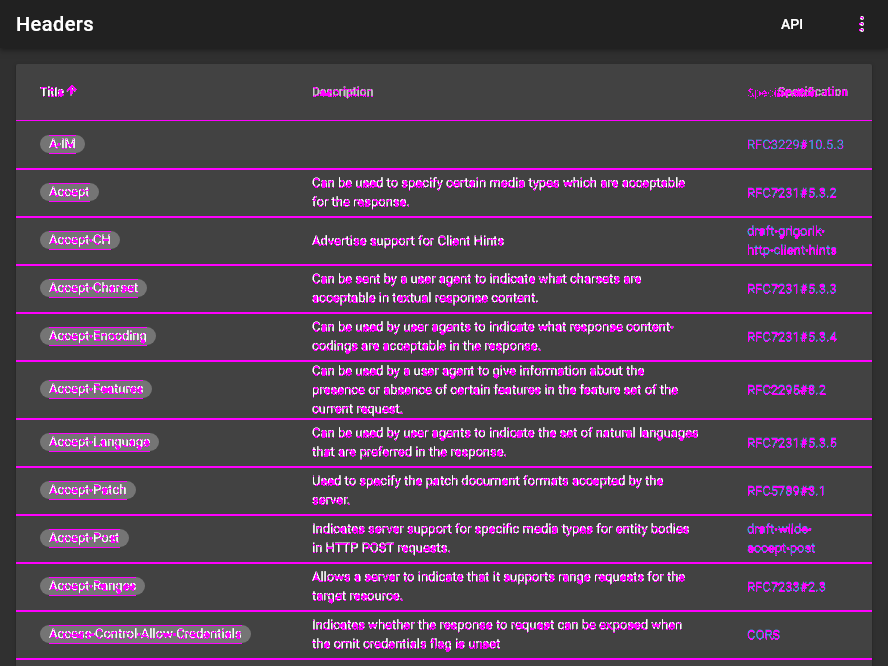 Headers
API
Title
Description
Specification
A-IM
RFC3229#10.5.3
Accept
Can be used to specify certain media types which are acceptable
for the response.
RFC7231#5.3.2
Accept-CH
Advertise support for Client Hints
draft-grigorik-
http-client-hints
Accept-Charset
Can be sent by a user agent to indicate what charsets are
acceptable in textual response content.
RFC7231#5.3.3
Accept-Encoding
Can be used by user agents to indicate what response content-
codings are acceptable in the response.
RFC7231#5.3.4
Accept-Features
Can be used by a user agent to give information about the
presence or absence of certain features in the feature set of the
current request.
RFC2295#8.2
Accept-Language
Can be used by user agents to indicate the set of natural languages
that are preferred in the response.
RFC7231#5.3.5
Accept-Patch
Used to specify the patch document formats accepted by the
server.
RFC5789#3.1
Accept-Post
Indicates server support for specific media types for entity bodies
in HTTP POST requests.
draft-wilde-
accept-post
Accept-Ranges
Allows a server to indicate that it supports range requests for the
target resource.
RFC7233#2.3
Access-Control-Allow-Credentials
Indicates whether the response to request can be exposed when
the omit credentials flag is unset
CORS